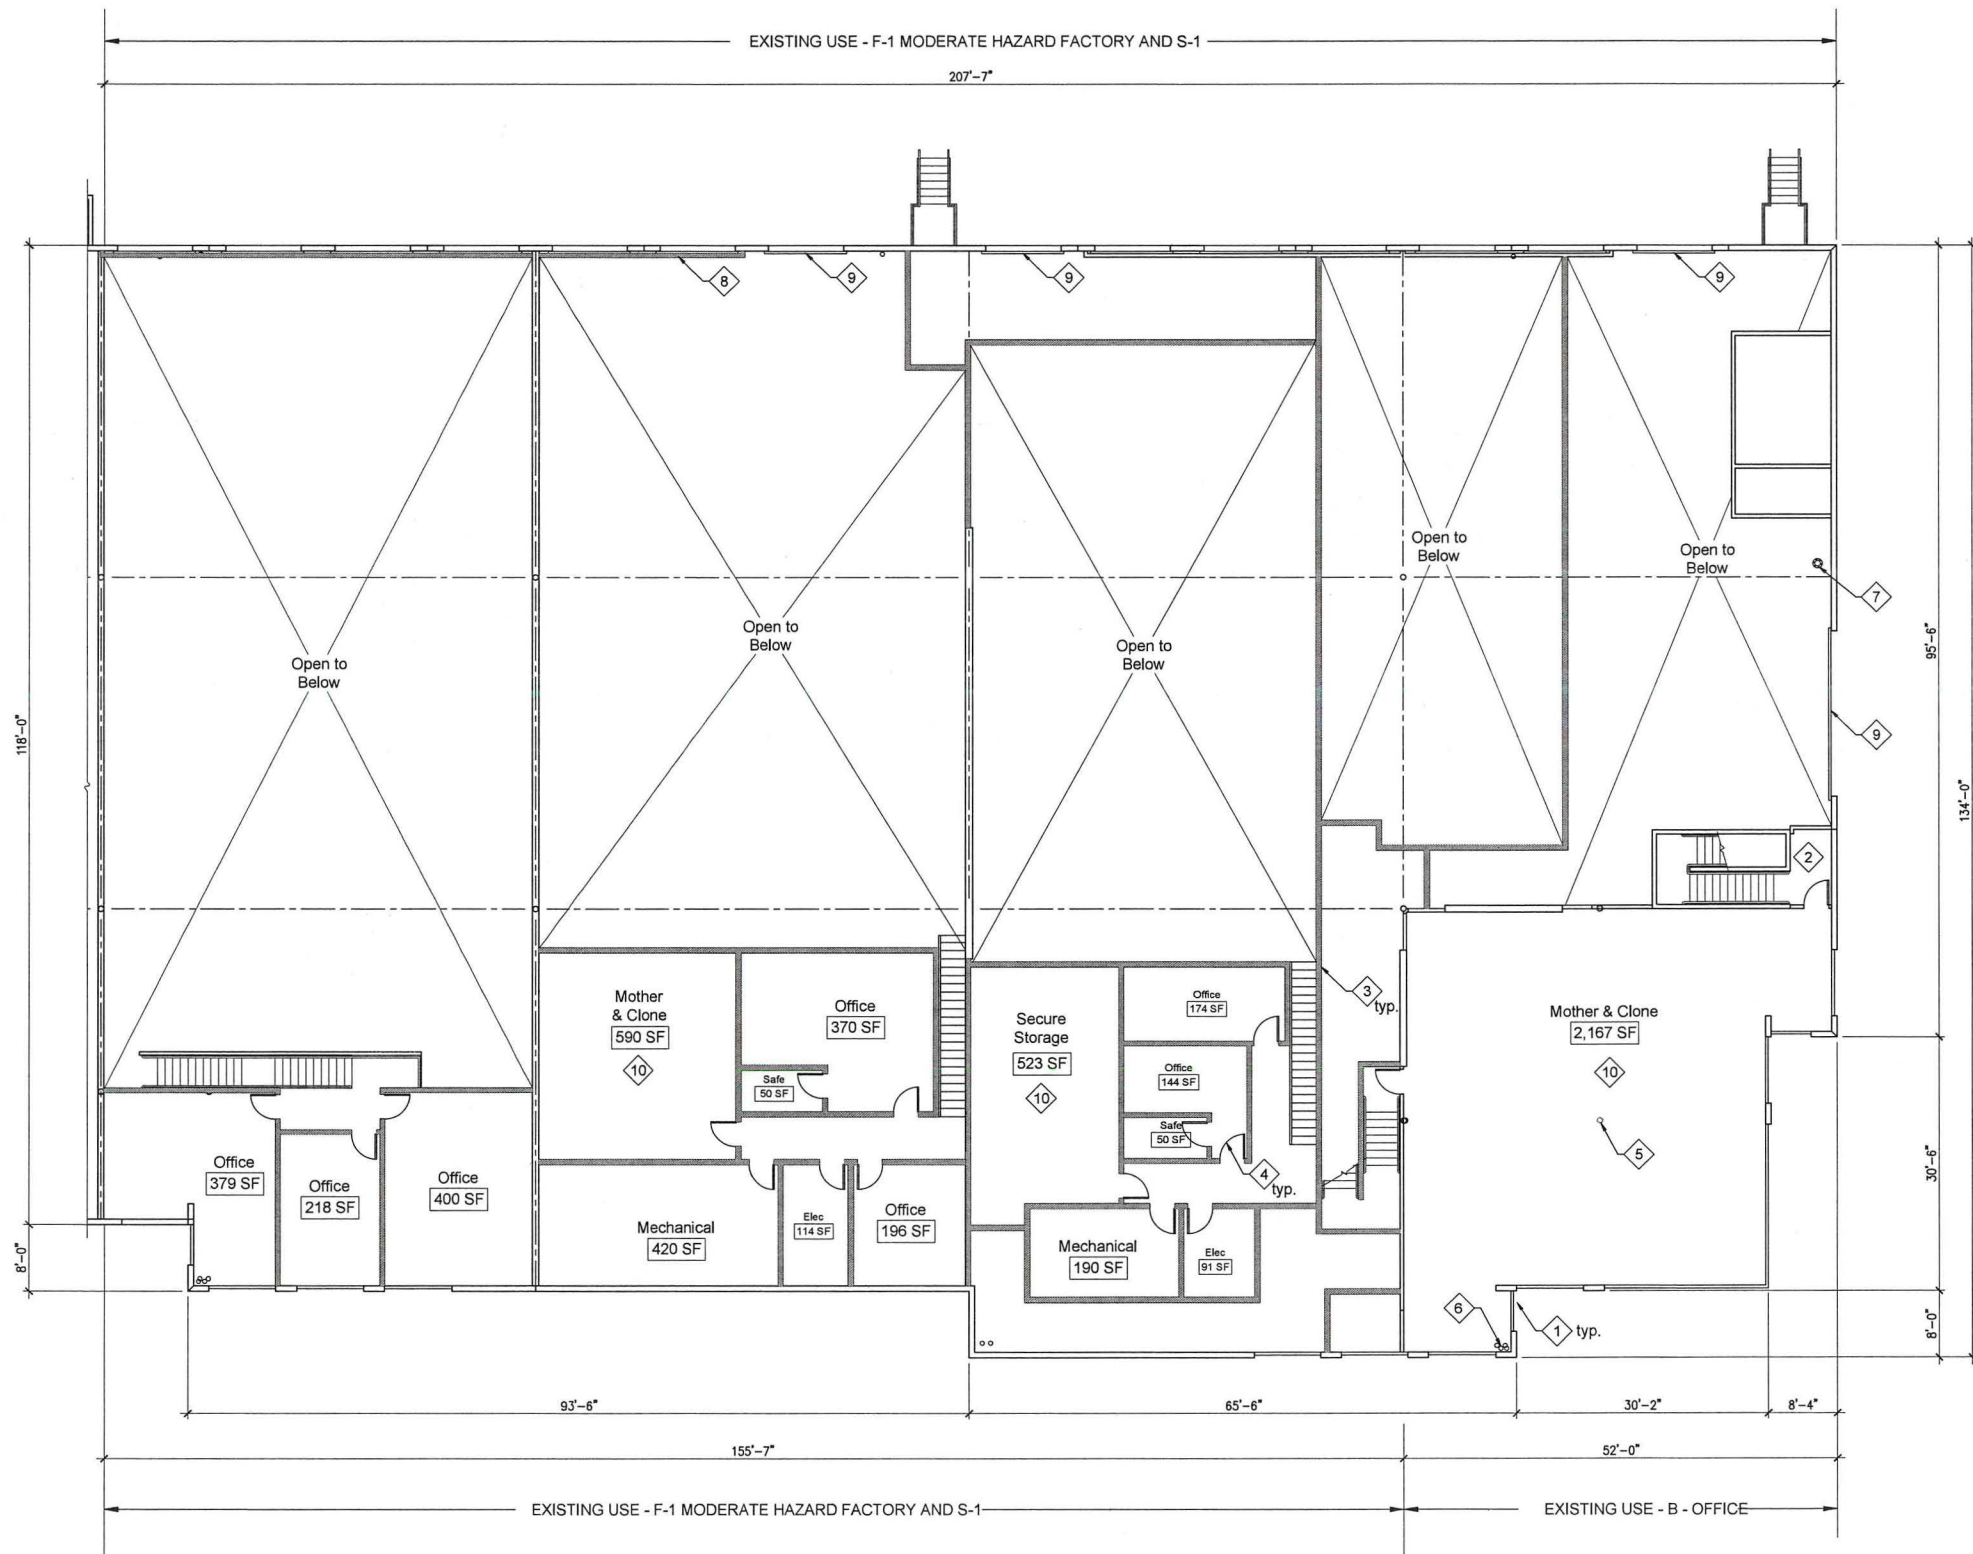 EXISTING USE - F-1 MODERATE HAZARD FACTORY AND S-1
207'-7"
8
9
9
9
Open to
Below
Open to
Below
7
95'-6"
Open to
Below
Open to
Below
Open to
Below
118'-0"
9
134'-0"
2
3
typ.
Mother
& Clone
590 SF
10
Office
370 SF
Safe
50 SF
Secure
Storage
523 SF
10
Office
174 SF
Office
144 SF
Safe
50 SF
4
typ.
Mother & Clone
2,167 SF
10
5
30'-6"
Office
379 SF
Office
218 SF
Office
400 SF
Mechanical
420 SF
Elec
114 SF
Office
196 SF
Mechanical
190 SF
Elec
91 SF
8'-0"
6
1
typ.
8'-0"
93'-6"
65'-6"
30'-2"
8'-4"
155'-7"
52'-0"
EXISTING USE - F-1 MODERATE HAZARD FACTORY AND S-1
EXISTING USE - B - OFFICE